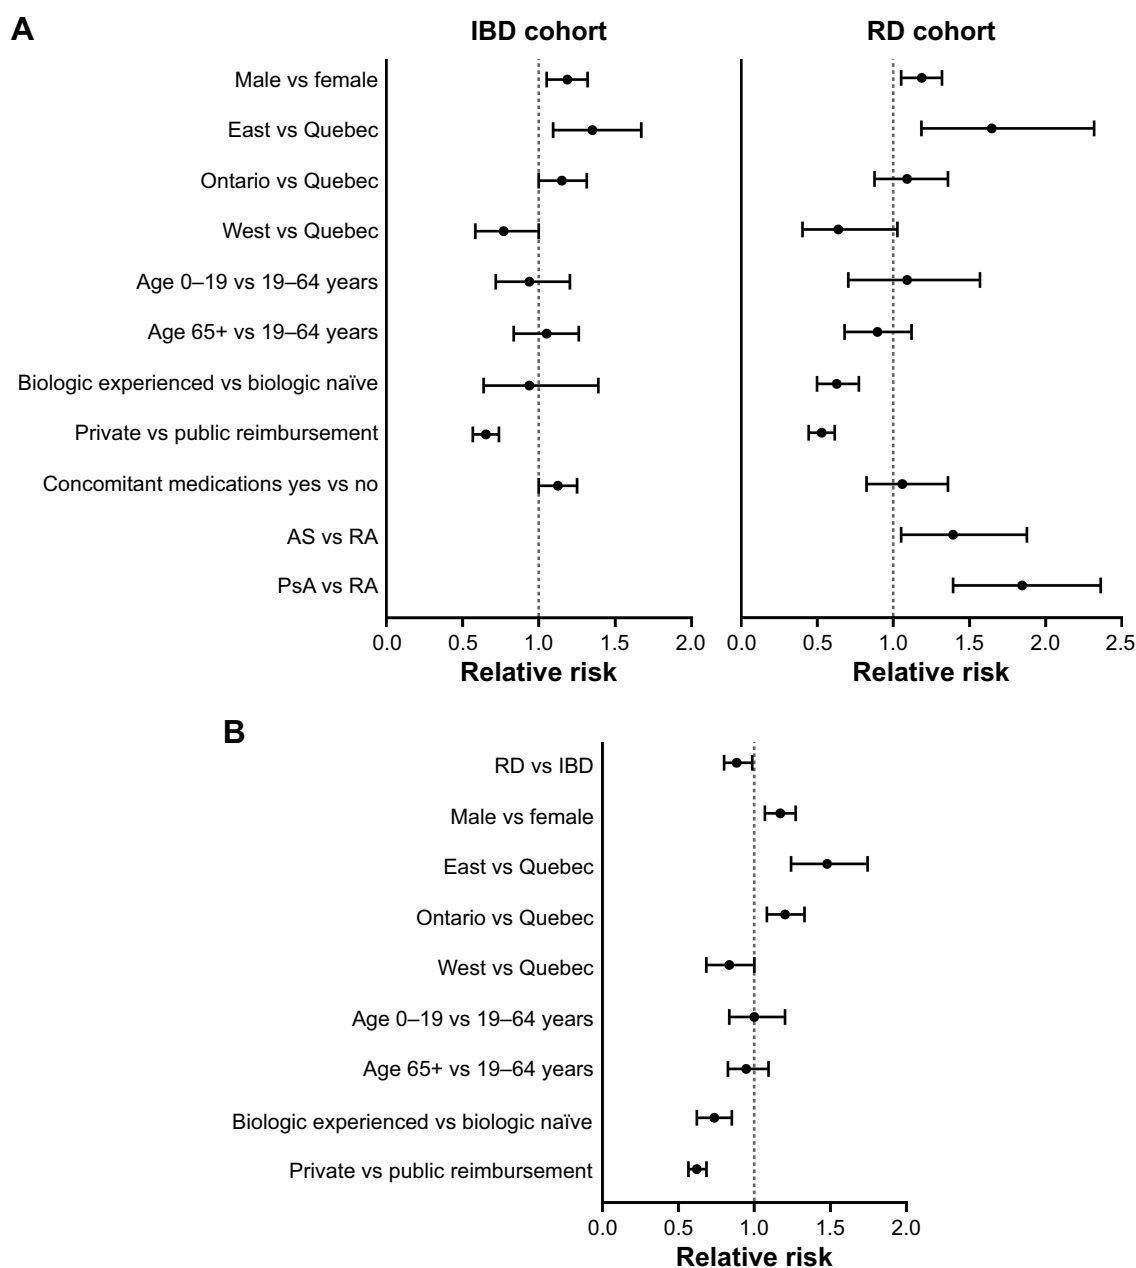 A
IBD cohort
RD cohort
Male vs female
East vs Quebec
Ontario vs Quebec
West vs Quebec
Age 0–19 vs 19–64 years
Age 65+ vs 19–64 years
Biologic experienced vs biologic naïve
Private vs public reimbursement
Concomitant medications yes vs no
AS vs RA
PsA vs RA
0.0 0.5 1.0 1.5 2.0
0.0 0.5 1.0 1.5 2.0 2.5
Relative risk
Relative risk
B
RD vs IBD
Male vs female
East vs Quebec
Ontario vs Quebec
West vs Quebec
Age 0–19 vs 19–64 years
Age 65+ vs 19–64 years
Biologic experienced vs biologic naïve
Private vs public reimbursement
0.0 0.5 1.0 1.5 2.0
Relative risk